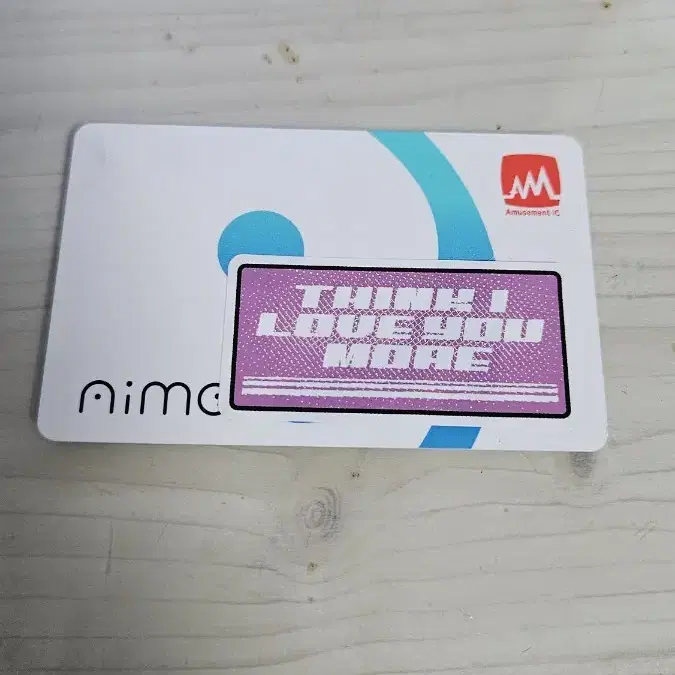 Amusement iC
THINK I
LOVE YOU
MORE
Aime